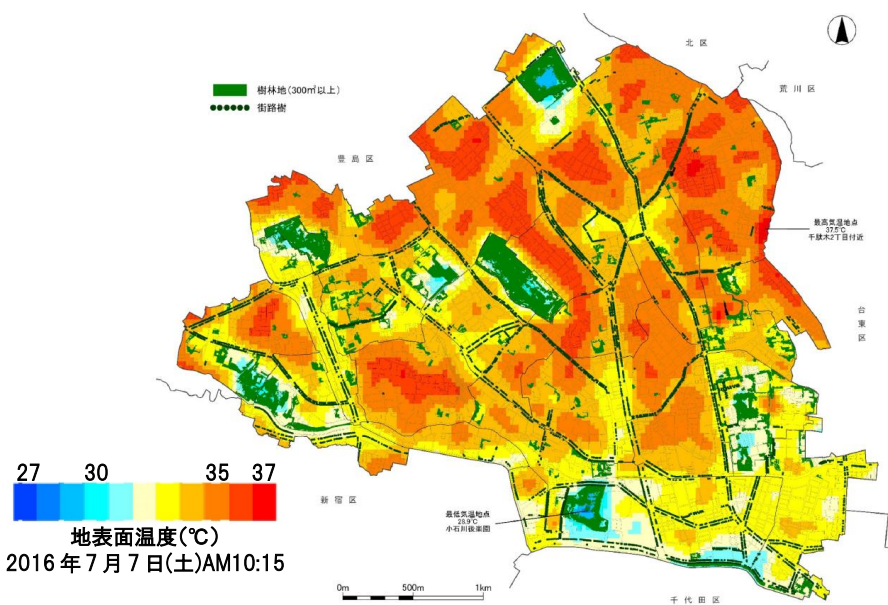 北区
荒川区
樹林地(300㎡以上)
街路樹
豊島区
最高気温地点
37.5℃
千駄木2丁目付近
台東区
27 30 35 37
地表面温度(℃)
2016年7月7日(土)AM10:15
新宿区
最低気温地点
28.9℃
小石川後楽園
0m 500m 1km
千代田区